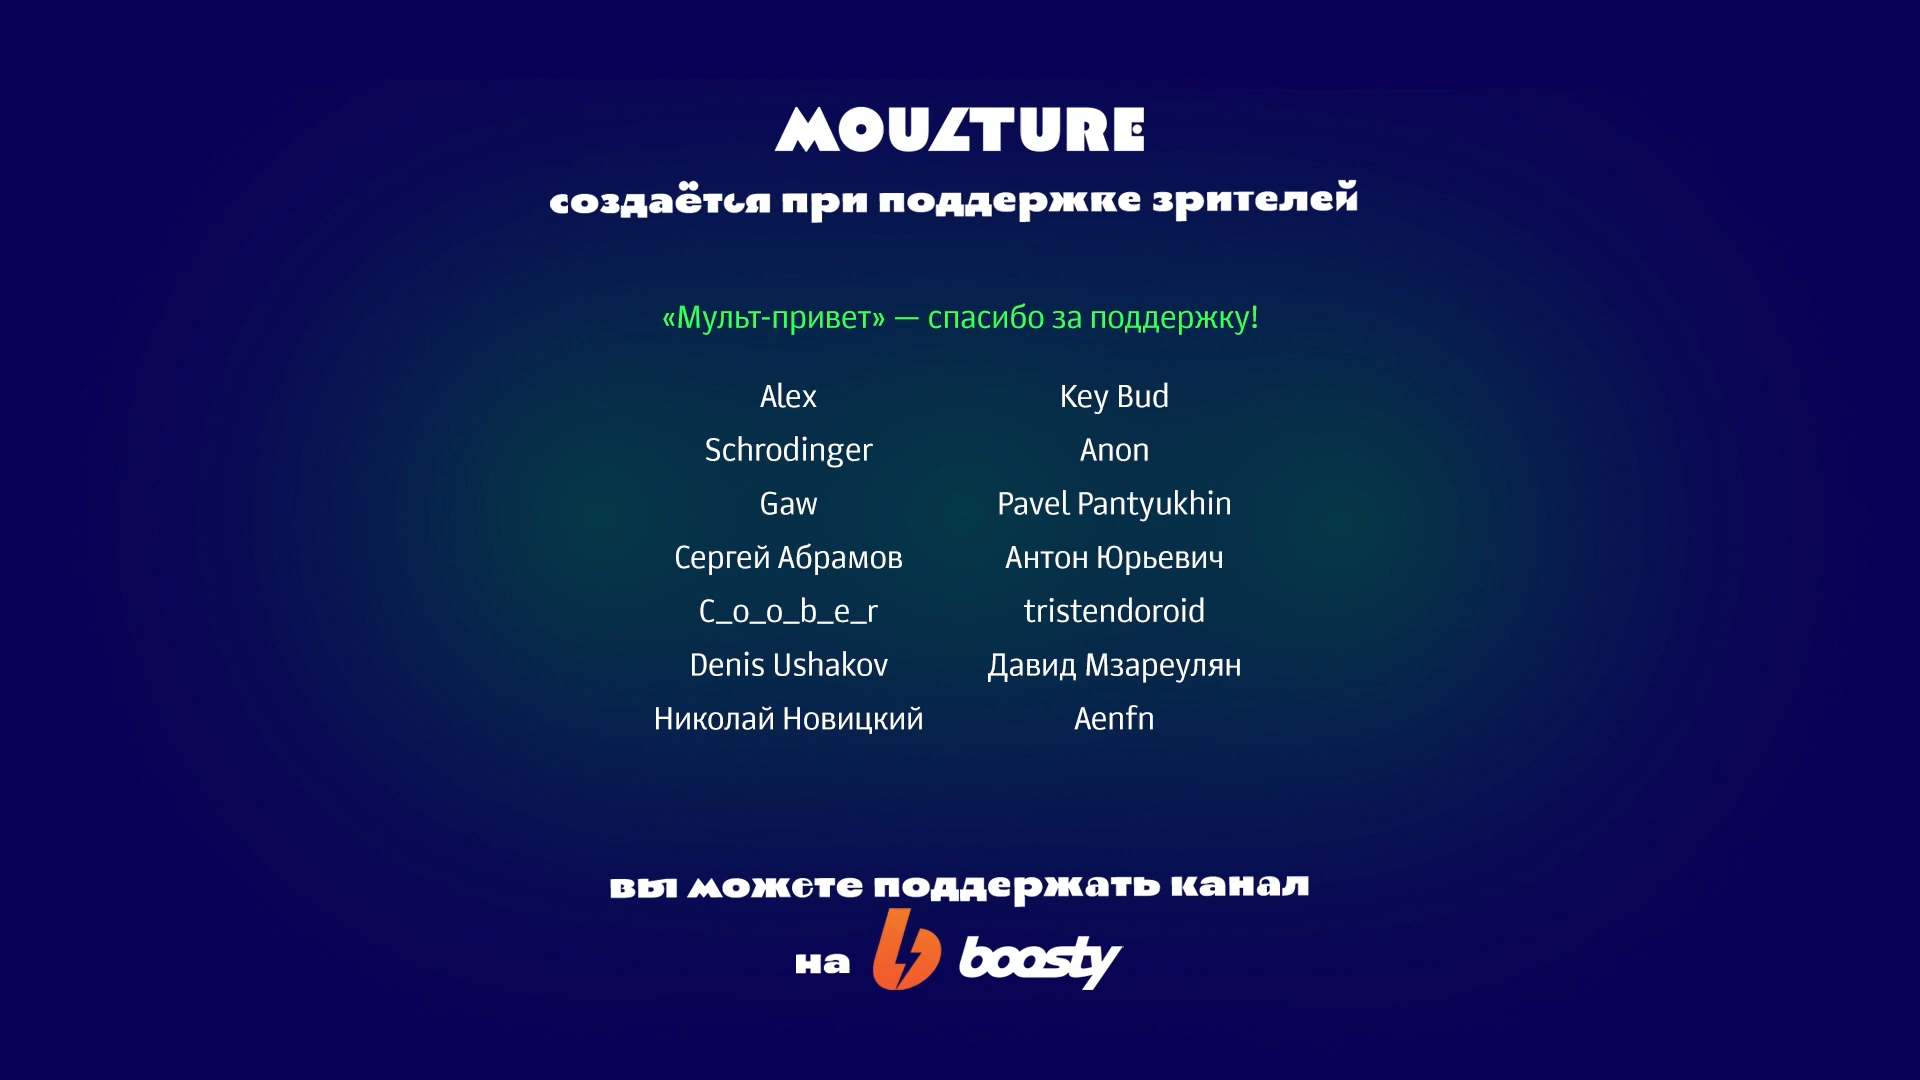 MOULTURE
создаётся при поддержке зрителей
«Мульт-привет» — спасибо за поддержку!
Alex
Schrodinger
Gaw
Сергей Абрамов
C_o_o_b_e_r
Denis Ushakov
Николай Новицкий
Key Bud
Anon
Pavel Pantyukhin
Антон Юрьевич
tristendoroid
Давид Мзареулян
Aenfn
вы можете поддержать канал
на boosty